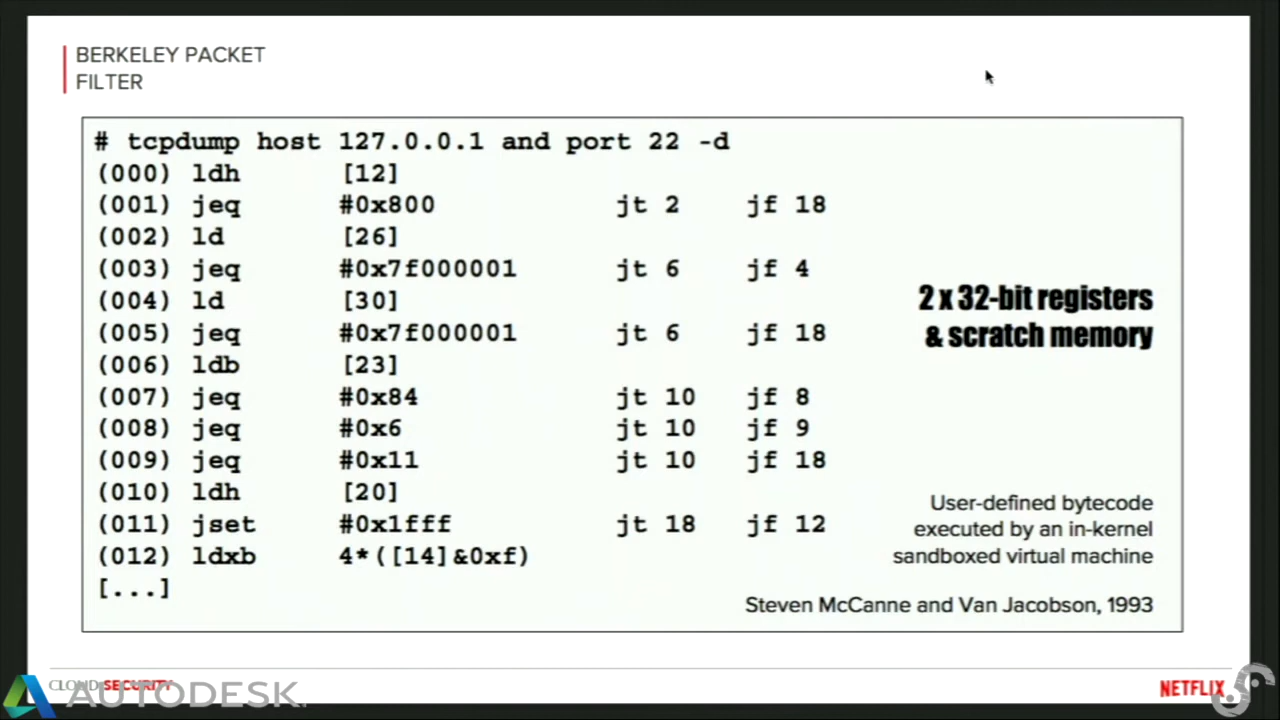 BERKELEY PACKET
FILTER
# tcpdump host 127.0.0.1 and port 22 -d
(000) ldh [12]
(001) jeq #0x800 jt 2 jf 18
(002) ld [26]
(003) jeq #0x7f000001 jt 6 jf 4
(004) ld [30]
(005) jeq #0x7f000001 jt 6 jf 18
(006) ldb [23]
(007) jeq #0x84 jt 10 jf 8
(008) jeq #0x6 jt 10 jf 9
(009) jeq #0x11 jt 10 jf 18
(010) ldh [20]
(011) jset #0x1fff jt 18 jf 12
(012) ldxb 4*([14]&0xf)
[...]
2 x 32-bit registers
& scratch memory
User-defined bytecode
executed by an in-kernel
sandboxed virtual machine
Steven McCanne and Van Jacobson, 1993
CLOUD SECURITY
AUTODESK.
NETFLIX